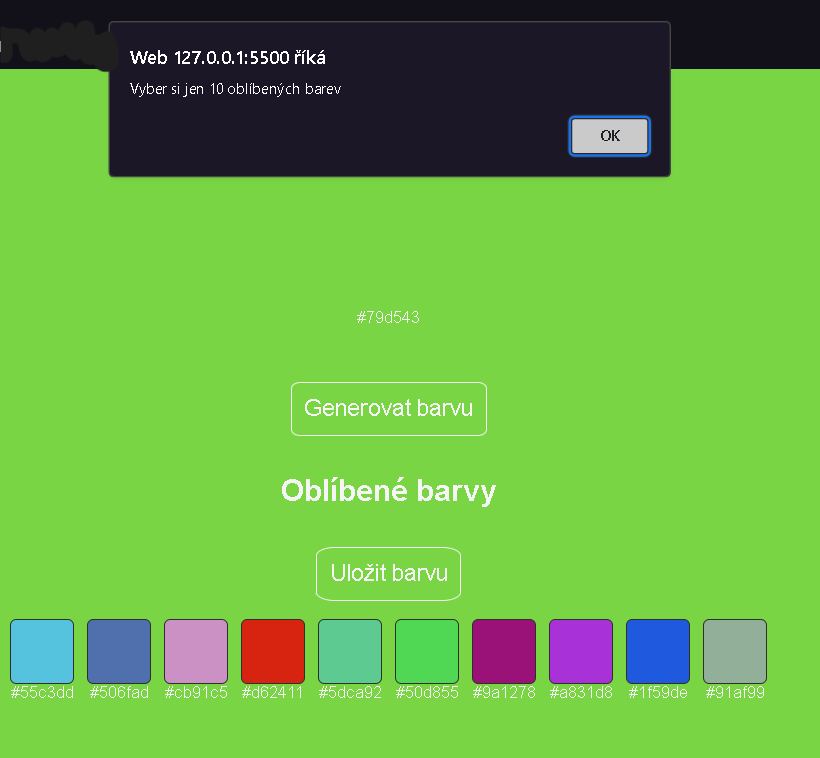 Web 127.0.0.1:5500 říká
Vyber si jen 10 oblíbených barev
OK
#79d543
Generovat barvu
Oblíbené barvy
Uložit barvu
#55c3dd #506fad #cb91c5 #d62411 #5dca92 #50d855 #9a1278 #a831d8 #1f59de #91af99